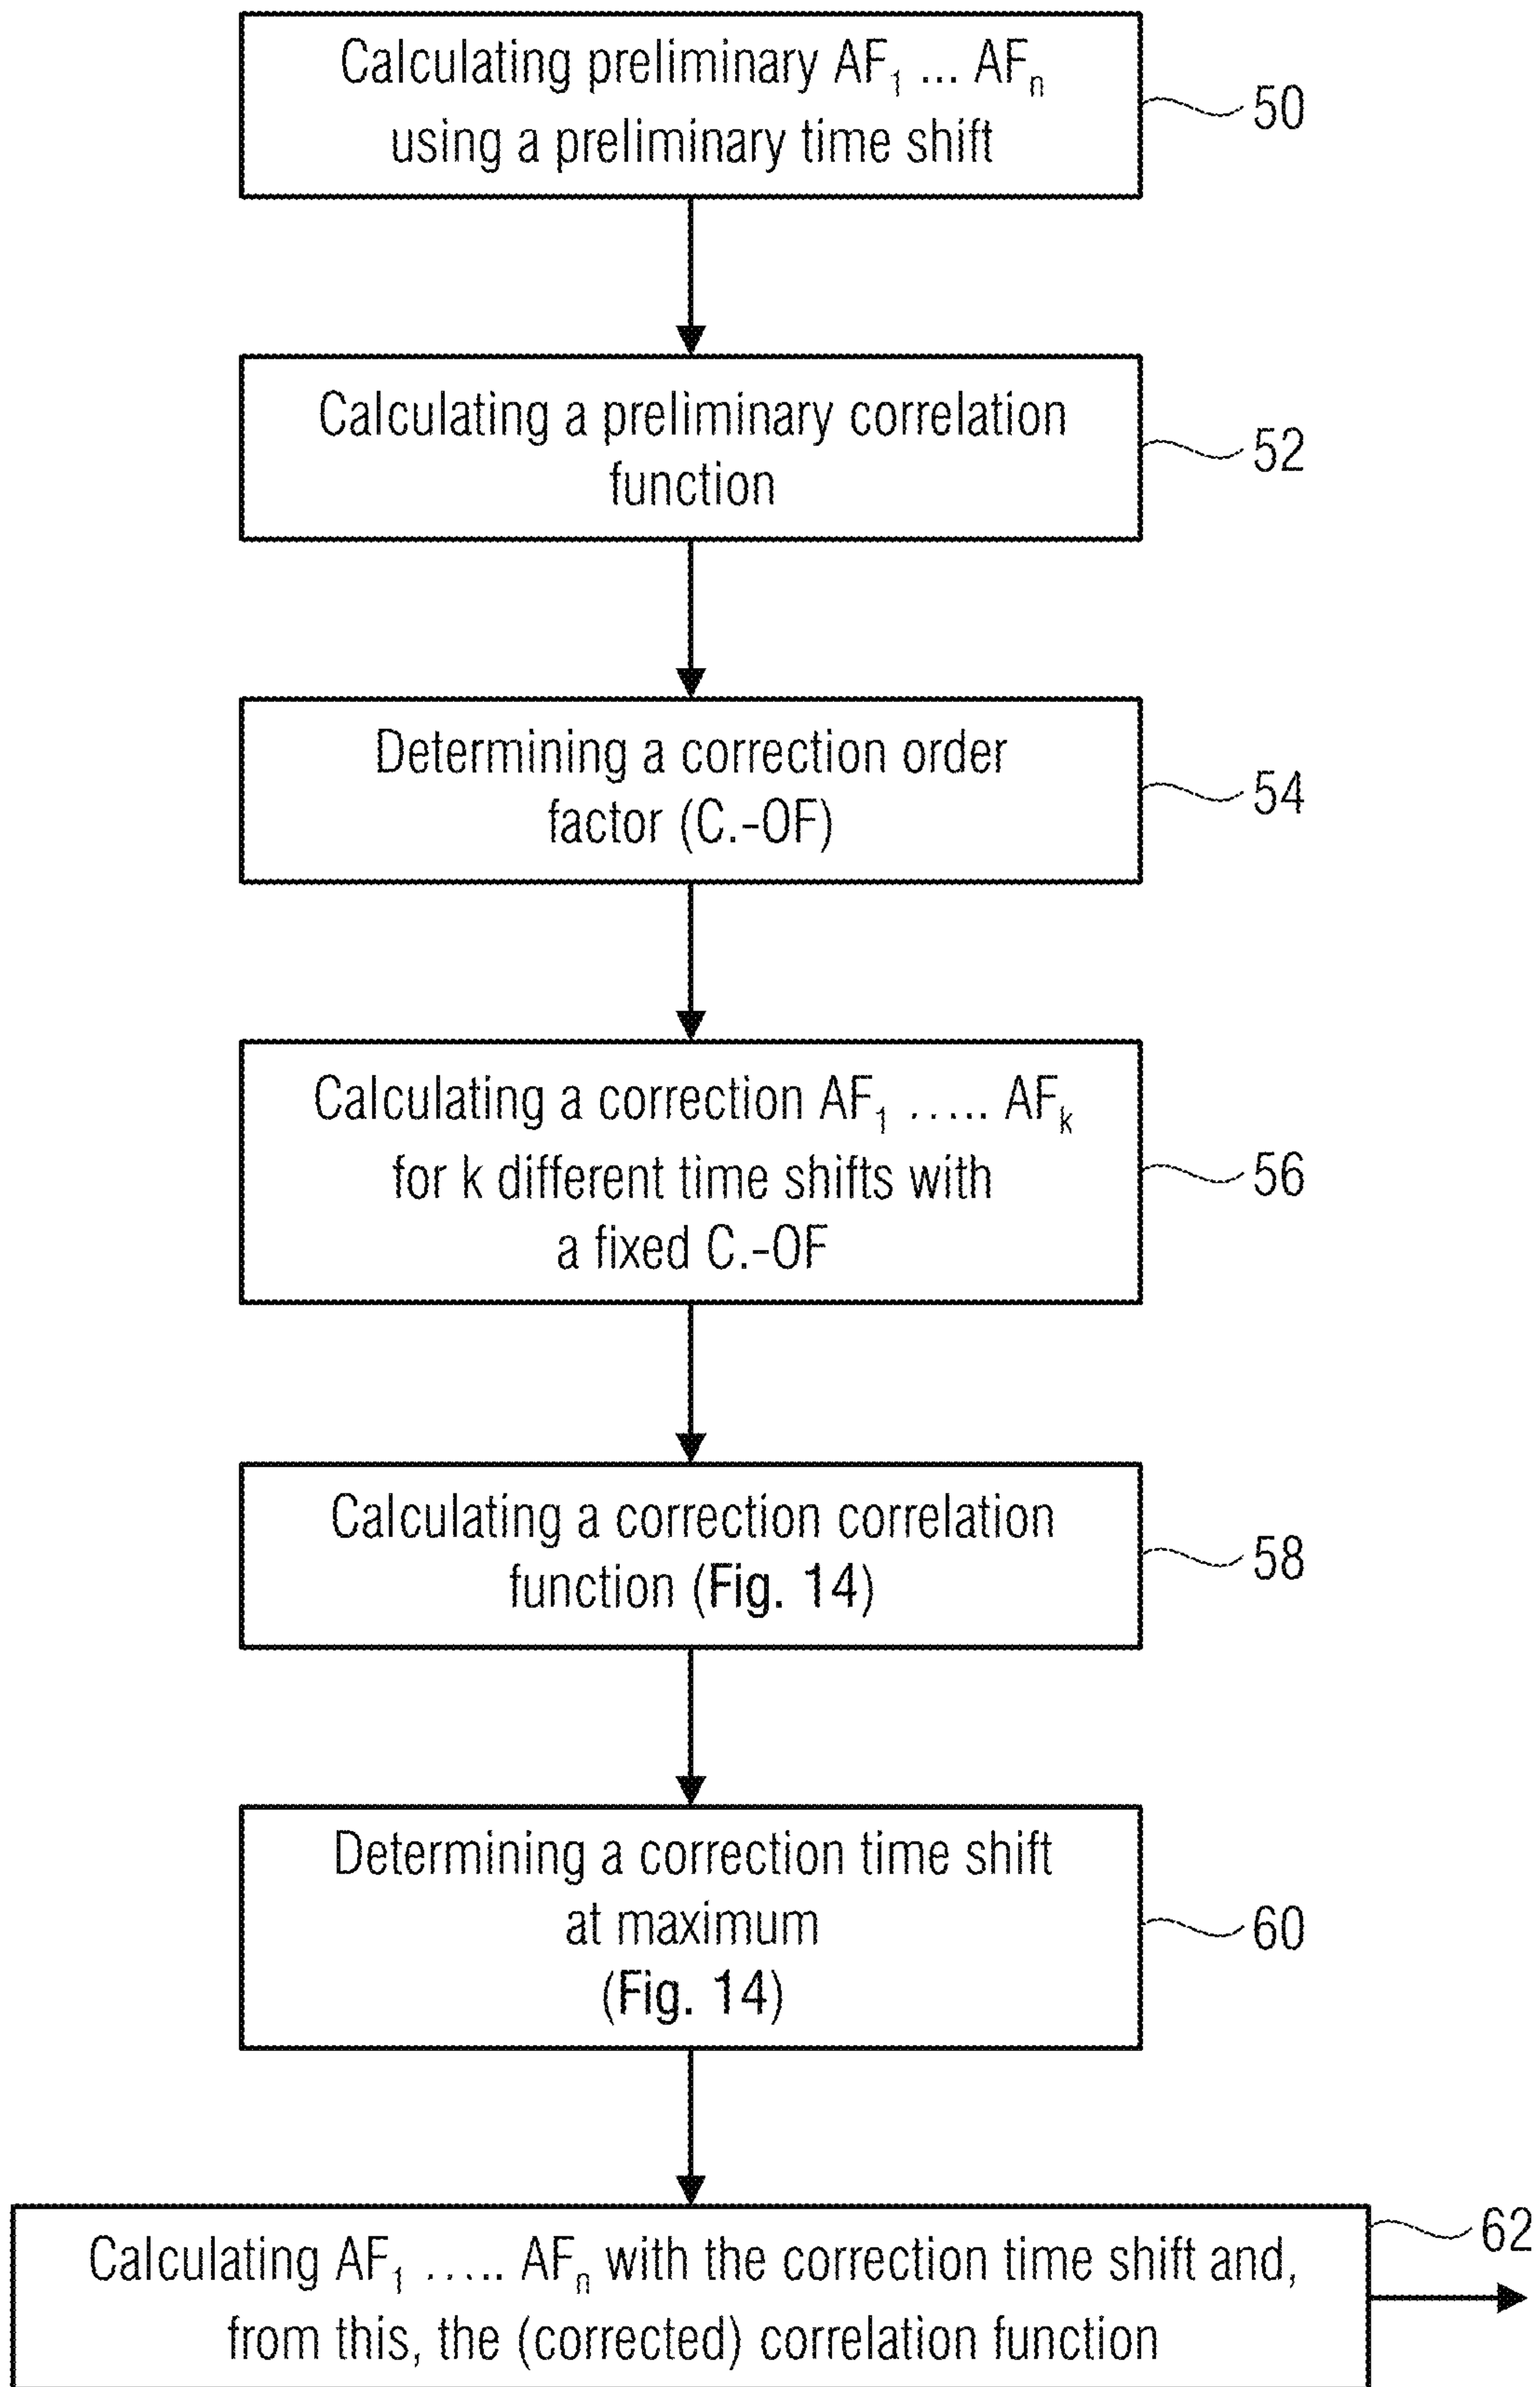 Calculating preliminary AF₁ ... AFₙ
using a preliminary time shift
50
Calculating a preliminary correlation
function
52
Determining a correction order
factor (C.-OF)
54
Calculating a correction AF₁ ..... AFₖ
for k different time shifts with
a fixed C.-OF
56
Calculating a correction correlation
function (Fig. 14)
58
Determining a correction time shift
at maximum
(Fig. 14)
60
Calculating AF₁ ..... AFₙ with the correction time shift and,
from this, the (corrected) correlation function
62